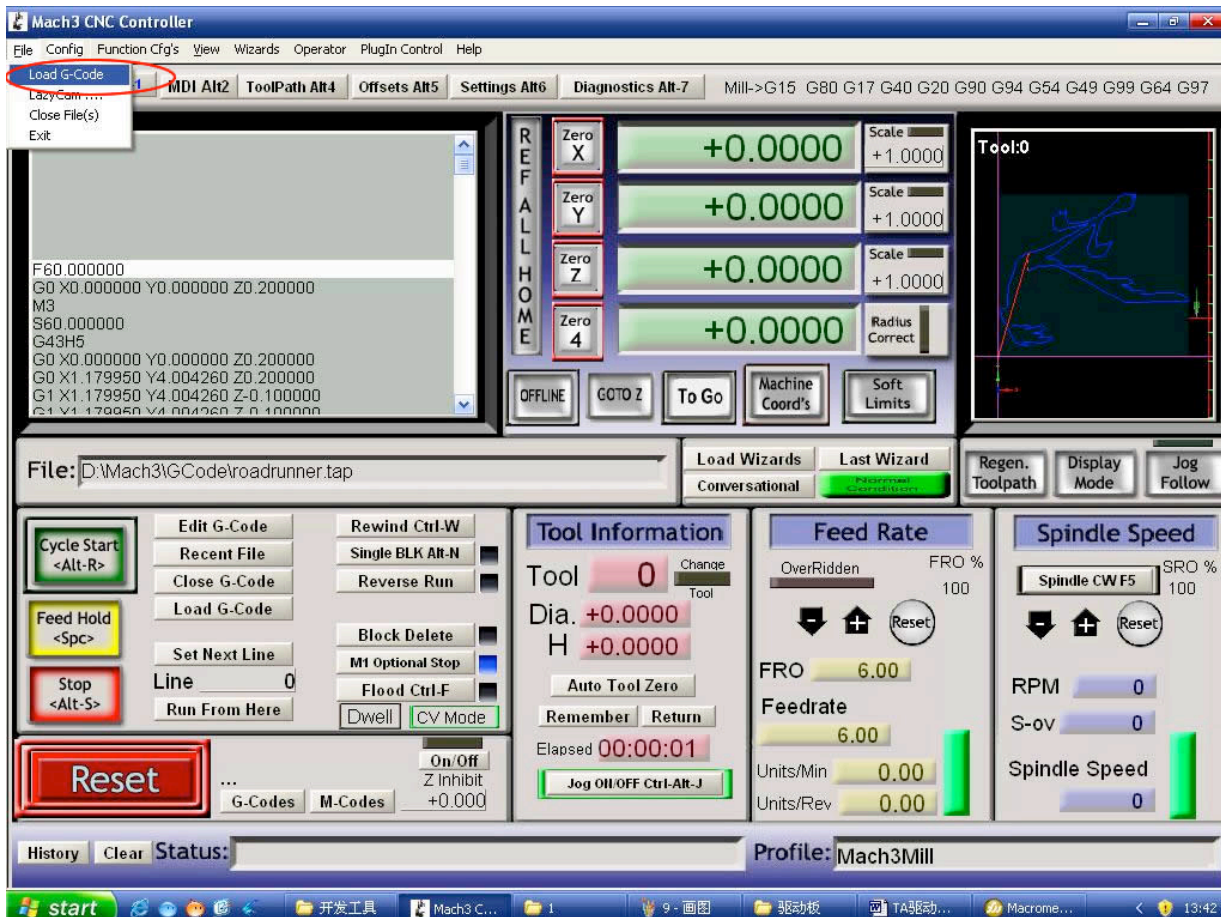 Mach3 CNC Controller
File Config Function Cfg's View Wizards Operator PlugIn Control Help
Load G-Code
LazyCam ....
Close File(s)
Exit
1 MDI Alt2 ToolPath Alt4 Offsets Alt5 Settings Alt6 Diagnostics Alt-7 Mill->G15 G80 G17 G40 G20 G90 G94 G54 G49 G99 G64 G97
F60.000000
G0 X0.000000 Y0.000000 Z0.200000
M3
S60.000000
G43H5
G0 X0.000000 Y0.000000 Z0.200000
G0 X1.179950 Y4.004260 Z0.200000
G1 X1.179950 Y4.004260 Z-0.100000
G1 X1.179950 Y4.004260 Z-0.100000
REF ALL HOME
Zero X +0.0000 Scale +1.0000
Zero Y +0.0000 Scale +1.0000
Zero Z +0.0000 Scale +1.0000
Zero 4 +0.0000 Radius Correct
OFFLINE GOTO Z To Go Machine Coord's Soft Limits
Tool:0
File: D:\Mach3\GCode\roadrunner.tap
Load Wizards Last Wizard
Conversational Normal Condition
Regen. Toolpath Display Mode Jog Follow
Cycle Start <Alt-R>
Feed Hold <Spc>
Stop <Alt-S>
Edit G-Code
Recent File
Close G-Code
Load G-Code
Set Next Line
Line 0
Run From Here
Rewind Ctrl-W
Single BLK Alt-N
Reverse Run
Block Delete
M1 Optional Stop
Flood Ctrl-F
Dwell CV Mode
Reset
...
G-Codes M-Codes
On/Off
Z Inhibit
+0.000
Tool Information
Tool 0 Change Tool
Dia. +0.0000
H +0.0000
Auto Tool Zero
Remember Return
Elapsed 00:00:01
Jog ON/OFF Ctrl-Alt-J
Feed Rate
OverRidden FRO %
100
Reset
FRO 6.00
Feedrate
6.00
Units/Min 0.00
Units/Rev 0.00
Spindle Speed
Spindle CW F5 SRO %
100
Reset
RPM 0
S-ov 0
Spindle Speed
0
History Clear Status:
Profile: Mach3Mill
start 开发工具 Mach3 C... 1 9 - 画图 驱动板 TA驱动... Macrome... 13:42